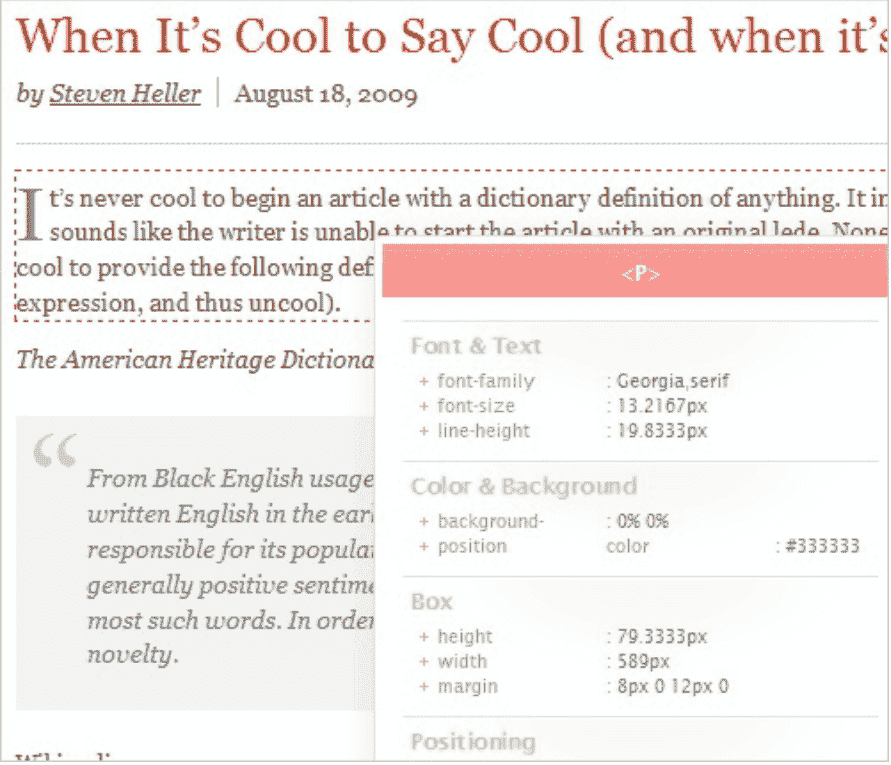 When It's Cool to Say Cool (and when it's
by Steven Heller | August 18, 2009
It's never cool to begin an article with a dictionary definition of anything. It in
sounds like the writer is unable to start the article with an original lede. None
cool to provide the following def
expression, and thus uncool).
The American Heritage Dictiona
“
From Black English usage
written English in the earl
responsible for its popular
generally positive sentime
most such words. In order
novelty.
<P>
Font & Text
+ font-family : Georgia,serif
+ font-size : 13.2167px
+ line-height : 19.8333px
Color & Background
+ background- : 0% 0%
+ position color : #333333
Box
+ height : 79.3333px
+ width : 589px
+ margin : 8px 0 12px 0
Positioning